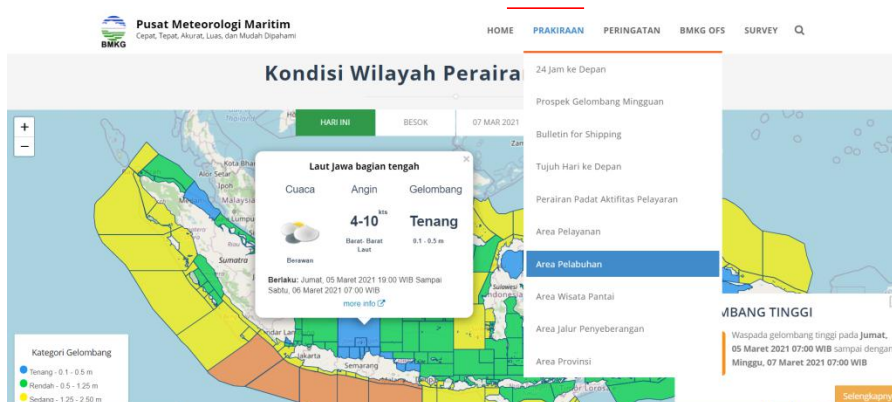 Pusat Meteorologi Maritim
Cepat, Tepat, Akurat, Luas, dan Mudah Dipahami
BMKG
HOME PRAKIRAAN PERINGATAN BMKG OFS SURVEY
Kondisi Wilayah Peraira
24 Jam ke Depan
Prospek Gelombang Mingguan
Bulletin for Shipping
Tujuh Hari ke Depan
Perairan Padat Aktifitas Pelayaran
Area Pelayanan
Area Pelabuhan
Area Wisata Pantai
Area Jalur Penyeberangan
Area Provinsi
+
−
HARI INI BESOK 07 MAR 2021
Laut Jawa bagian tengah
×
Cuaca Angin Gelombang
4-10 kts Tenang
Barat- Barat Laut
0.1 - 0.5 m
Berawan
Berlaku: Jumat, 05 Maret 2021 19:00 WIB Sampai
Sabtu, 06 Maret 2021 07:00 WIB
more info
Kota Bha
Alor Setar
Ipoh
Malaysia
Sumatra
Jakarta
Semarang
MBANG TINGGI
Waspada gelombang tinggi pada Jumat,
05 Maret 2021 07:00 WIB sampai dengan
Minggu, 07 Maret 2021 07:00 WIB
Selengkapny
Kategori Gelombang
Tenang - 0.1 - 0.5 m
Rendah - 0.5 - 1.25 m
Sedang - 1.25 - 2.50 m